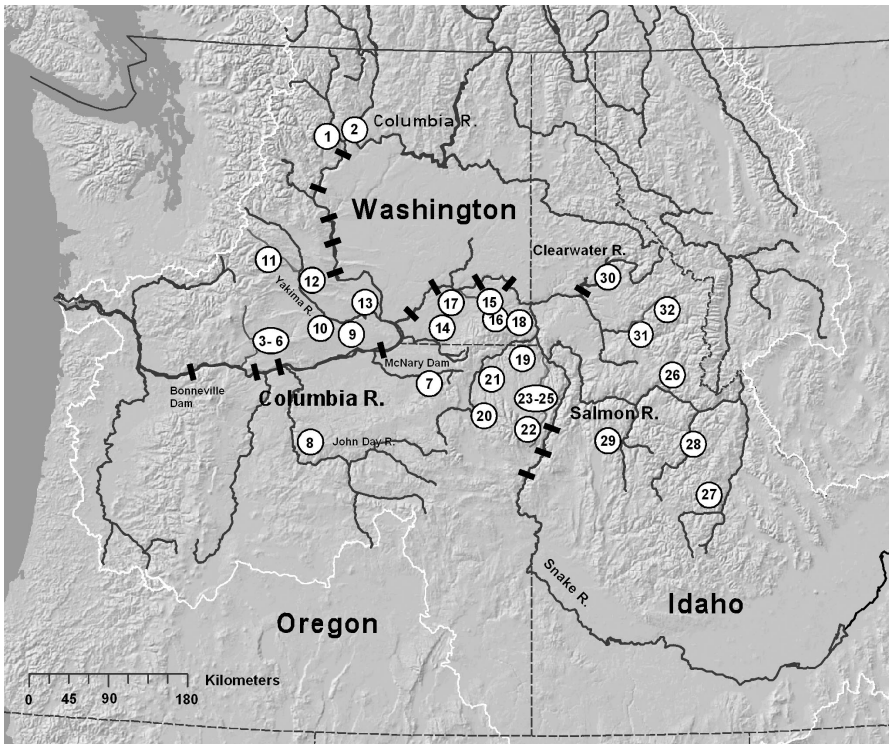 Columbia R.
1
2
Washington
Clearwater R.
11
12
30
Yakima R.
13
17
15
32
16
10
9
14
18
31
3- 6
McNary Dam
19
26
Bonneville
Dam
Columbia R.
7
21
23 -25
Salmon R.
20
22
8
John Day R.
29
28
27
Snake R.
Idaho
Oregon
Kilometers
0 45 90 180